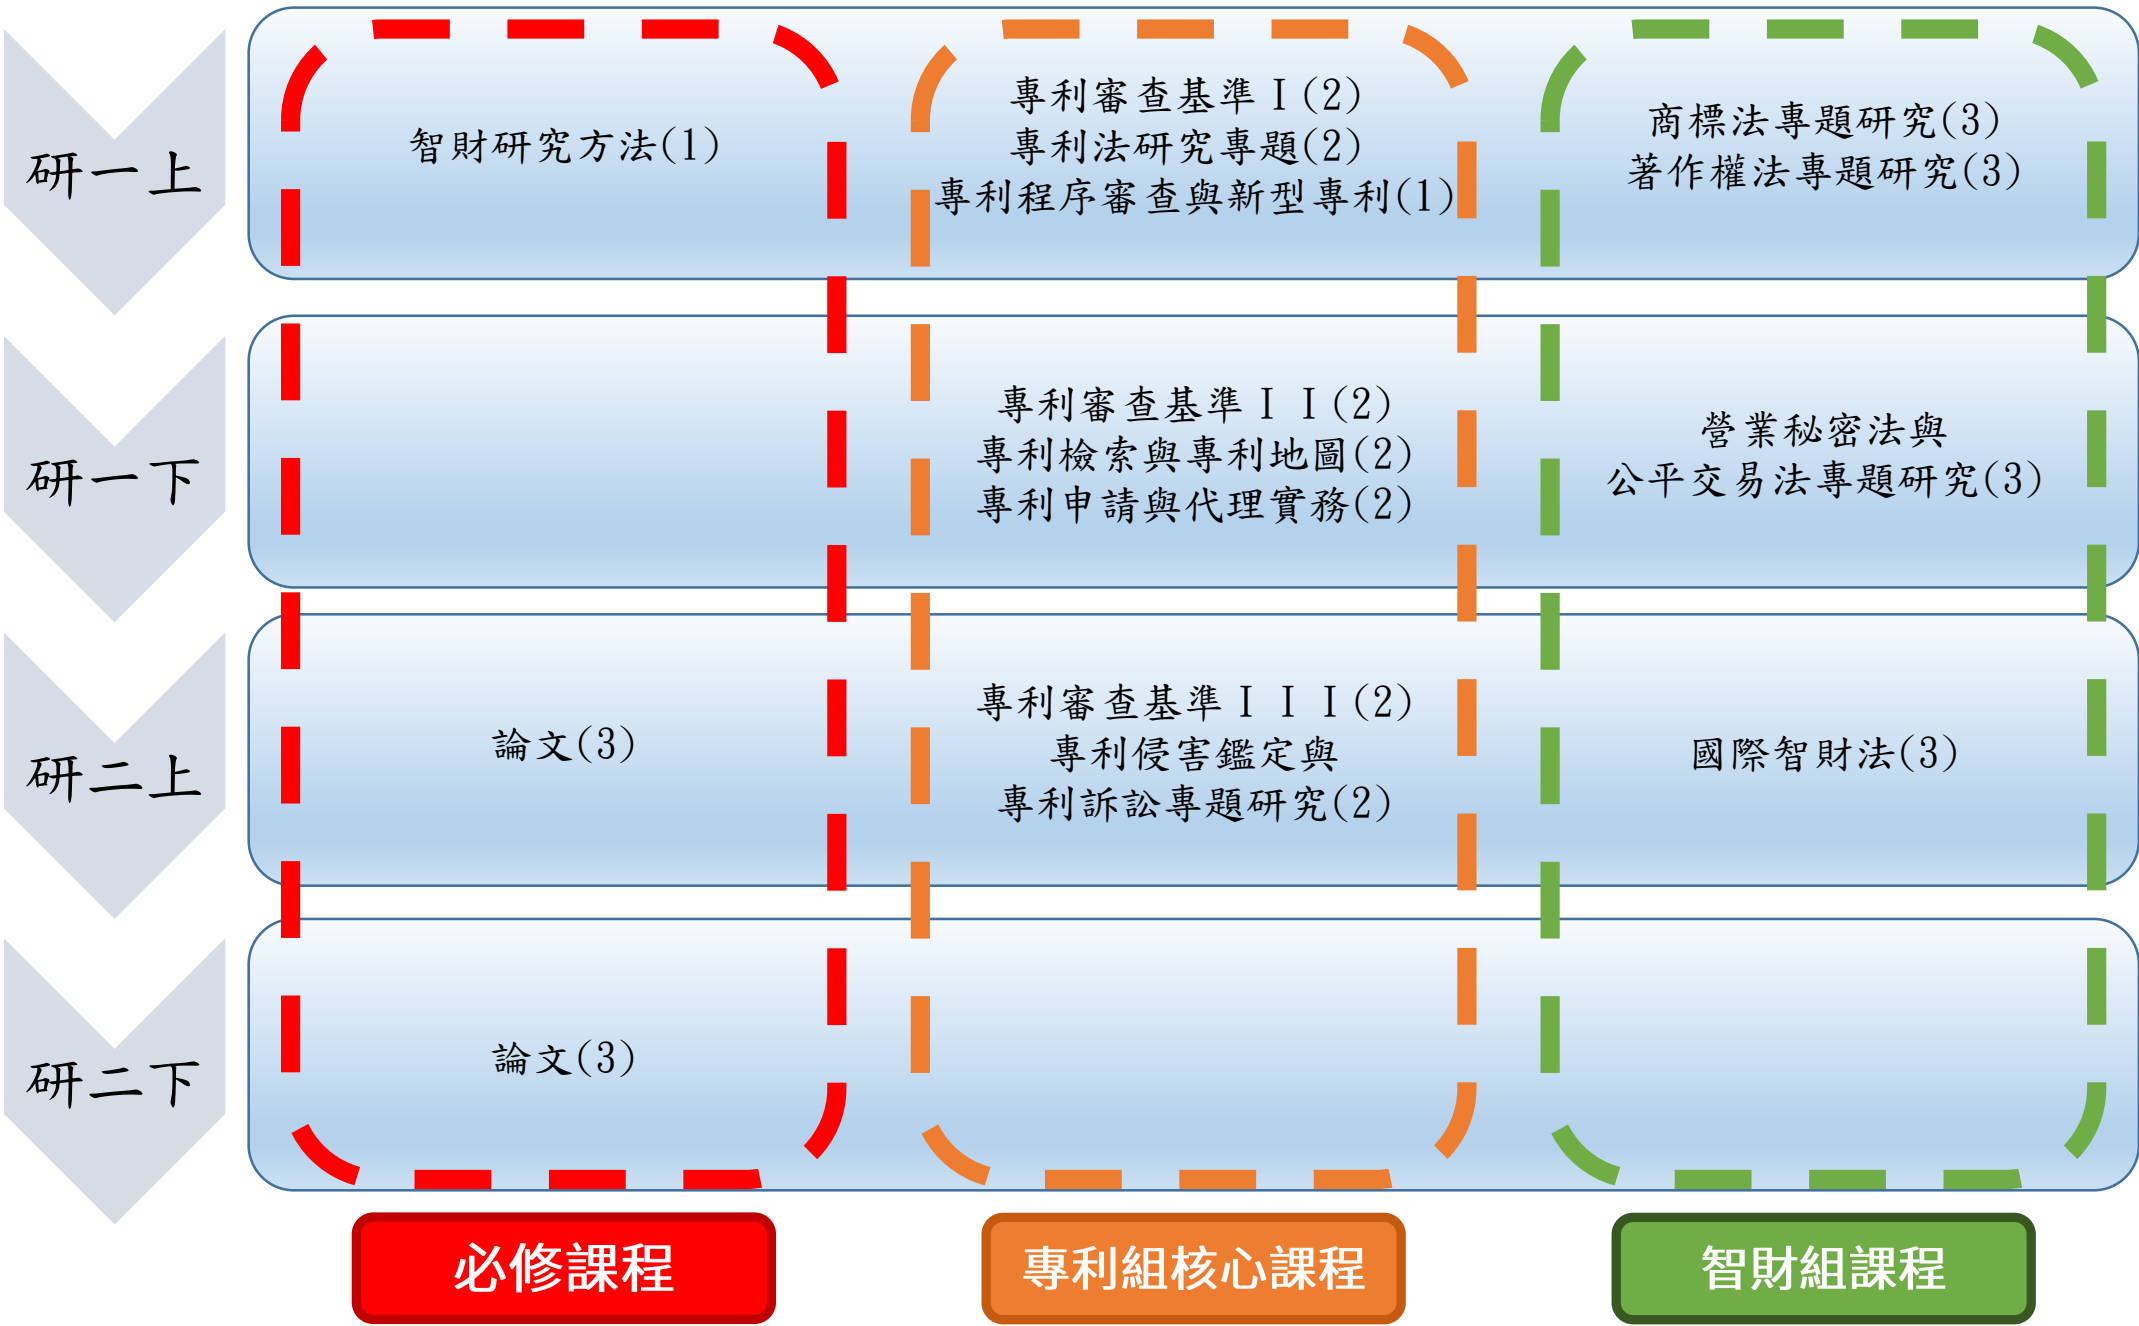 研一上
智財研究方法(1)
專利審查基準Ⅰ(2)
專利法研究專題(2)
專利程序審查與新型專利(1)
商標法專題研究(3)
著作權法專題研究(3)
研一下
專利審查基準ⅠⅠ(2)
專利檢索與專利地圖(2)
專利申請與代理實務(2)
營業秘密法與
公平交易法專題研究(3)
研二上
論文(3)
專利審查基準ⅠⅠⅠ(2)
專利侵害鑑定與
專利訴訟專題研究(2)
國際智財法(3)
研二下
論文(3)
必修課程
專利組核心課程
智財組課程